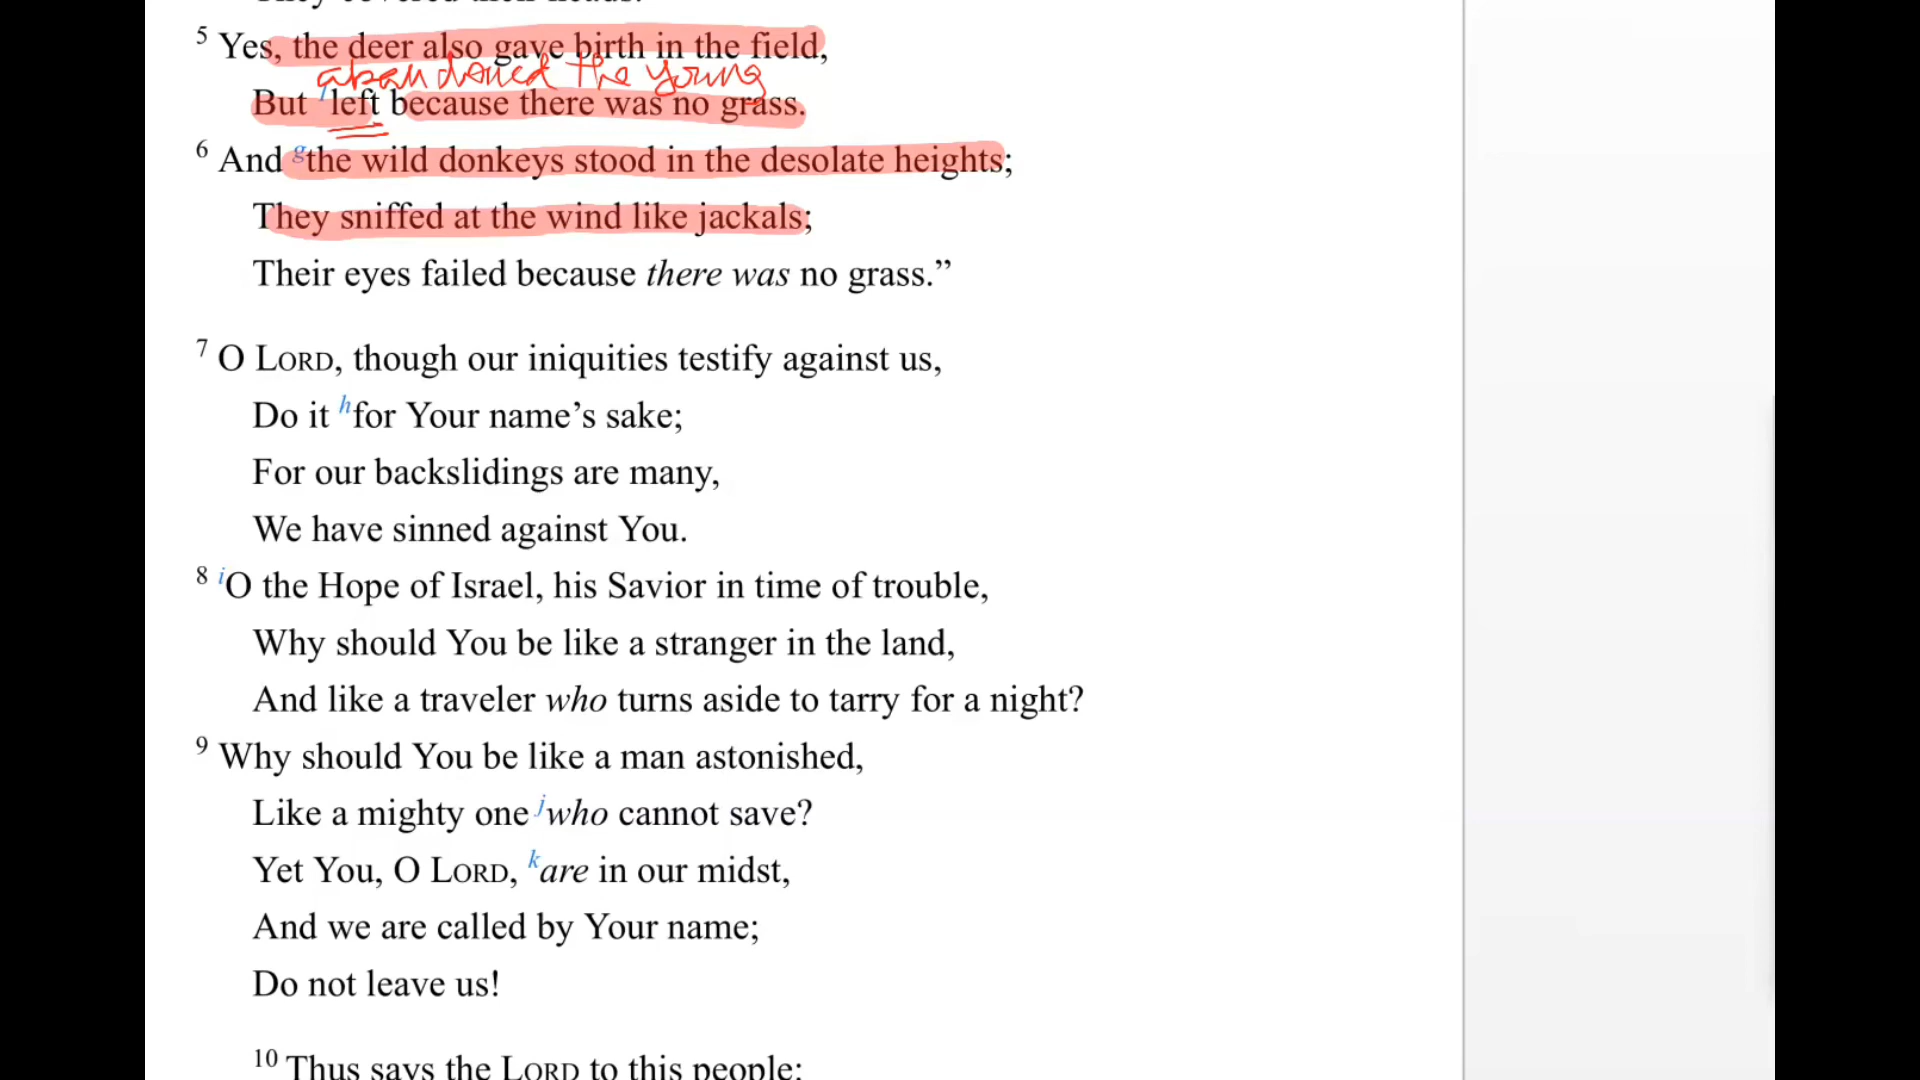 5 Yes, the deer also gave birth in the field,
abandoned the young
But f left because there was no grass.
6 And g the wild donkeys stood in the desolate heights;
They sniffed at the wind like jackals;
Their eyes failed because there was no grass.”
7 O LORD, though our iniquities testify against us,
Do it h for Your name’s sake;
For our backslidings are many,
We have sinned against You.
8 i O the Hope of Israel, his Savior in time of trouble,
Why should You be like a stranger in the land,
And like a traveler who turns aside to tarry for a night?
9 Why should You be like a man astonished,
Like a mighty one j who cannot save?
Yet You, O LORD, k are in our midst,
And we are called by Your name;
Do not leave us!
10 Thus says the LORD to this people: